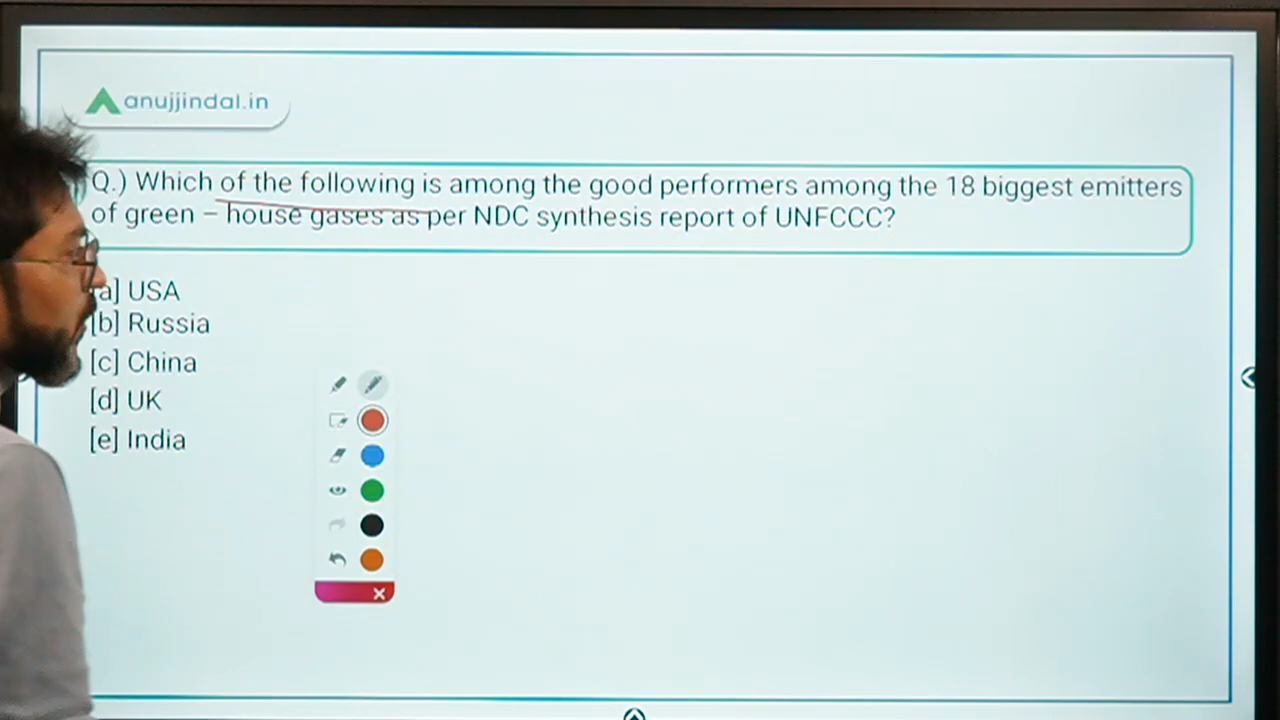 anujjindal.in
Q.) Which of the following is among the good performers among the 18 biggest emitters
of green – house gases as per NDC synthesis report of UNFCCC?
a] USA
[b] Russia
[c] China
[d] UK
[e] India